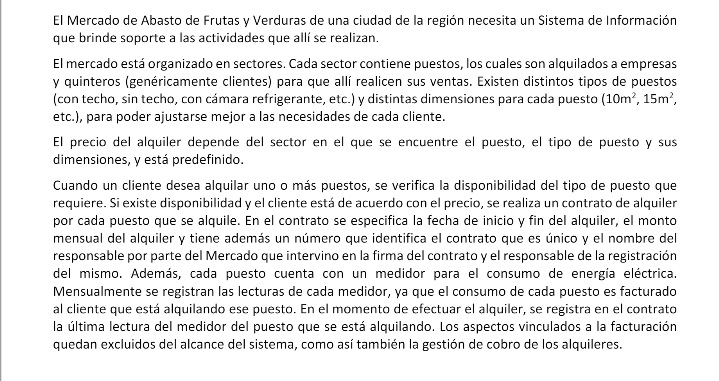 El Mercado de Abasto de Frutas y Verduras de una ciudad de la región necesita un Sistema de Información
que brinde soporte a las actividades que allí se realizan.
El mercado está organizado en sectores. Cada sector contiene puestos, los cuales son alquilados a empresas
y quinteros (genéricamente clientes) para que allí realicen sus ventas. Existen distintos tipos de puestos
(con techo, sin techo, con cámara refrigerante, etc.) y distintas dimensiones para cada puesto (10m², 15m²,
etc.), para poder ajustarse mejor a las necesidades de cada cliente.
El precio del alquiler depende del sector en el que se encuentre el puesto, el tipo de puesto y sus
dimensiones, y está predefinido.
Cuando un cliente desea alquilar uno o más puestos, se verifica la disponibilidad del tipo de puesto que
requiere. Si existe disponibilidad y el cliente está de acuerdo con el precio, se realiza un contrato de alquiler
por cada puesto que se alquile. En el contrato se especifica la fecha de inicio y fin del alquiler, el monto
mensual del alquiler y tiene además un número que identifica el contrato que es único y el nombre del
responsable por parte del Mercado que intervino en la firma del contrato y el responsable de la registración
del mismo. Además, cada puesto cuenta con un medidor para el consumo de energía eléctrica.
Mensualmente se registran las lecturas de cada medidor, ya que el consumo de cada puesto es facturado
al cliente que está alquilando ese puesto. En el momento de efectuar el alquiler, se registra en el contrato
la última lectura del medidor del puesto que se está alquilando. Los aspectos vinculados a la facturación
quedan excluidos del alcance del sistema, como así también la gestión de cobro de los alquileres.